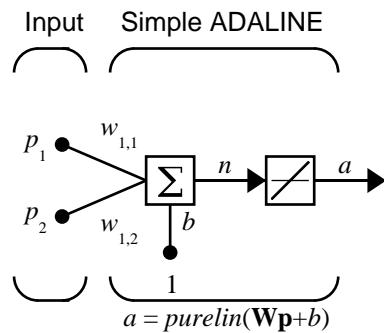 Input Simple ADALINE
p1 w1,1
n a
Σ
p2 w1,2 b
1
a = purelin(Wp+b)